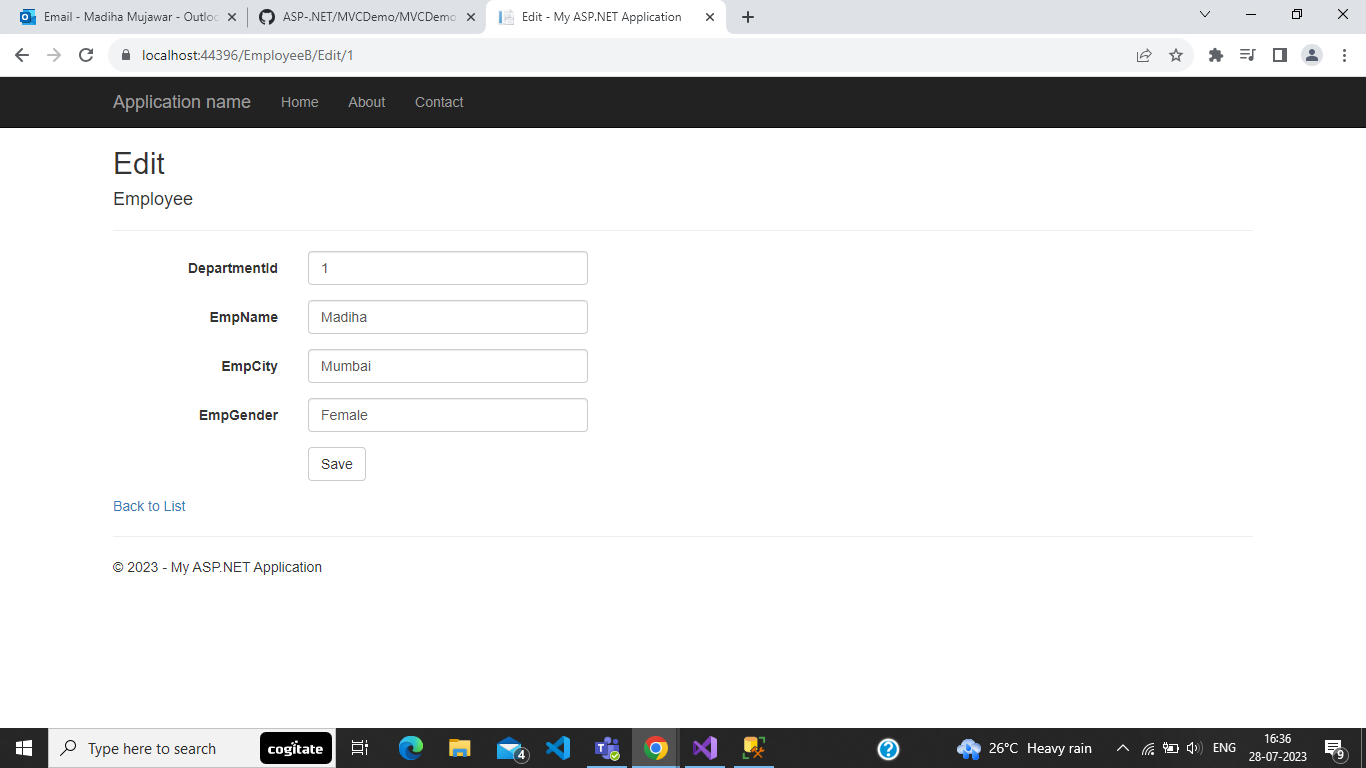 Email - Madiha Mujawar - Outloo
ASP-.NET/MVCDemo/MVCDemo
Edit - My ASP.NET Application
localhost:44396/EmployeeB/Edit/1
Application name
Home
About
Contact
Edit
Employee
DepartmentId
1
EmpName
Madiha
EmpCity
Mumbai
EmpGender
Female
Save
Back to List
© 2023 - My ASP.NET Application
Type here to search
cogitate
4
26°C Heavy rain
ENG
16:36
28-07-2023
9